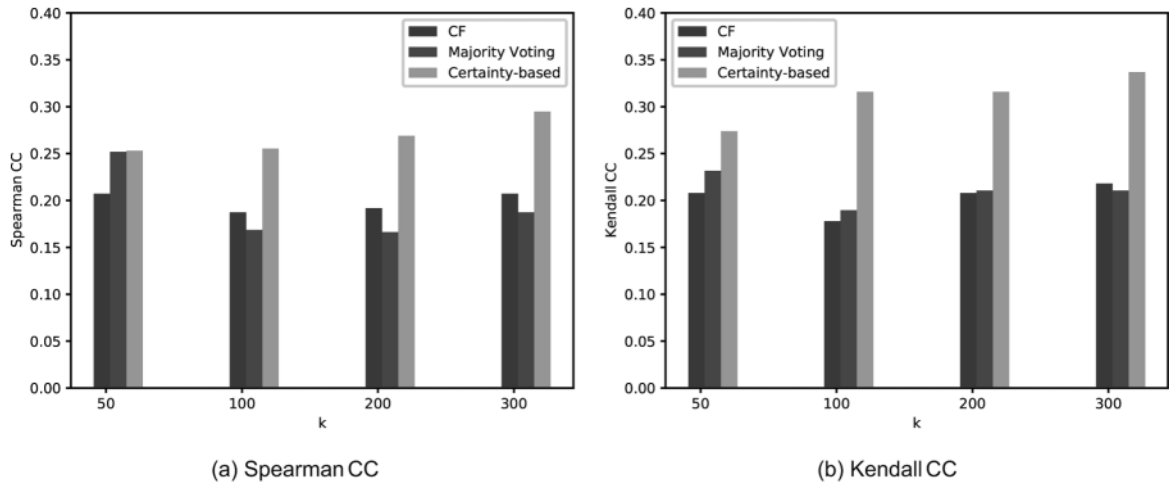 0.40
0.35
0.30
0.25
0.20
0.15
0.10
0.05
0.00
Spearman CC
CF
Majority Voting
Certainty-based
50 100 200 300
k
(a) Spearman CC
0.40
0.35
0.30
0.25
0.20
0.15
0.10
0.05
0.00
Kendall CC
CF
Majority Voting
Certainty-based
50 100 200 300
k
(b) Kendall CC